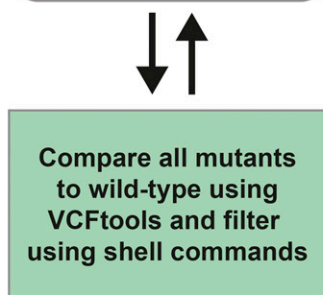 Compare all mutants
to wild-type using
VCFtools and filter
using shell commands